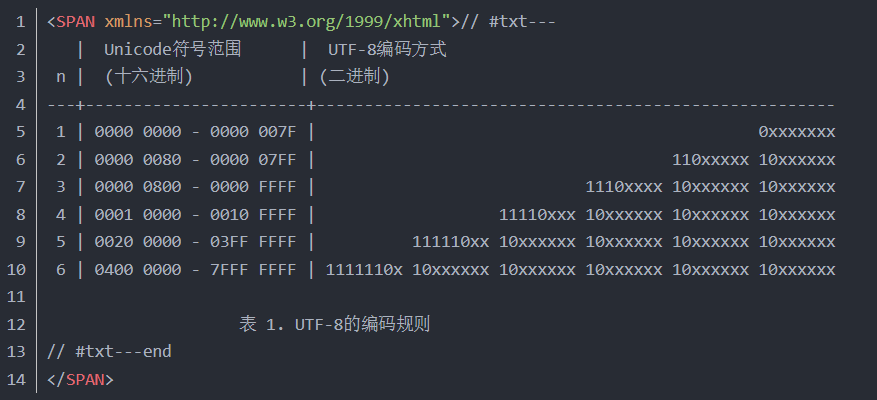 1 <SPAN xmlns="http://www.w3.org/1999/xhtml">// #txt---
2    |  Unicode符号范围      |  UTF-8编码方式
3  n |  (十六进制)           | (二进制)
4 ---+-----------------------+------------------------------------------------------
5  1 | 0000 0000 - 0000 007F |                                              0xxxxxxx
6  2 | 0000 0080 - 0000 07FF |                                     110xxxxx 10xxxxxx
7  3 | 0000 0800 - 0000 FFFF |                            1110xxxx 10xxxxxx 10xxxxxx
8  4 | 0001 0000 - 0010 FFFF |                   11110xxx 10xxxxxx 10xxxxxx 10xxxxxx
9  5 | 0020 0000 - 03FF FFFF |          111110xx 10xxxxxx 10xxxxxx 10xxxxxx 10xxxxxx
10  6 | 0400 0000 - 7FFF FFFF | 1111110x 10xxxxxx 10xxxxxx 10xxxxxx 10xxxxxx 10xxxxxx
11
12                     表 1. UTF-8的编码规则
13 // #txt---end
14 </SPAN>